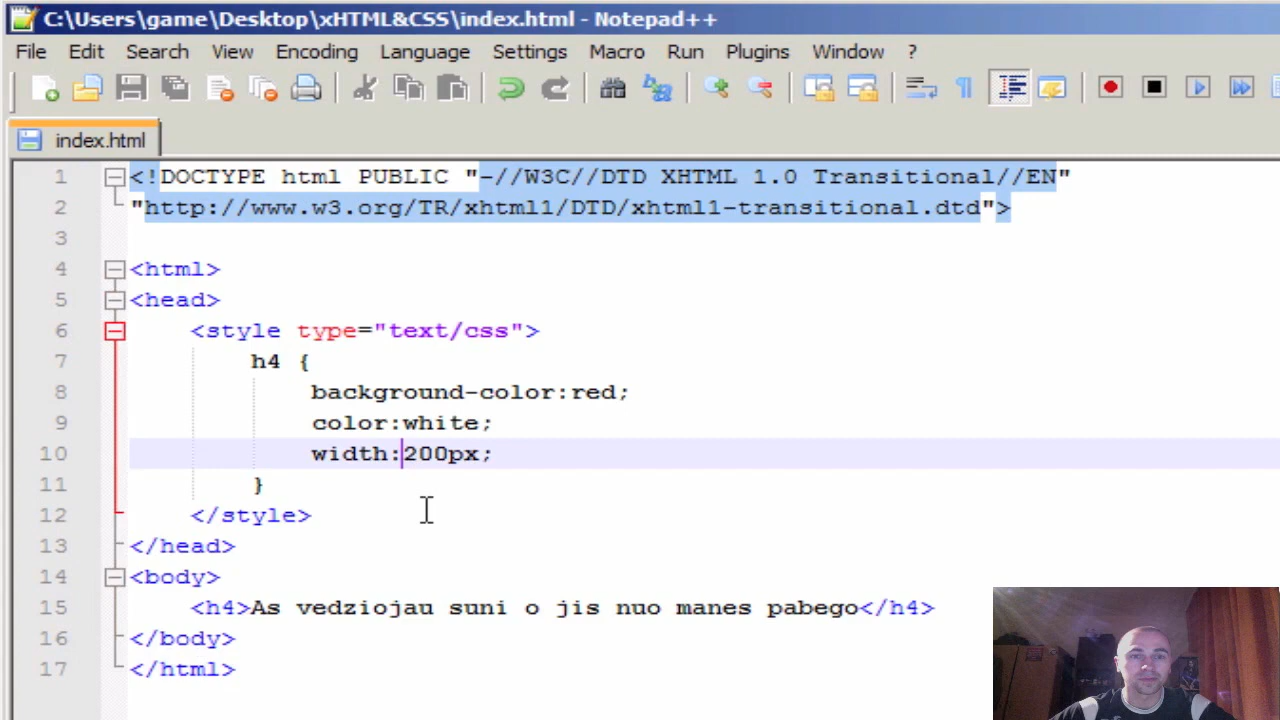 C:\Users\game\Desktop\xHTML&CSS\index.html - Notepad++
File Edit Search View Encoding Language Settings Macro Run Plugins Window ?
index.html
1 <!DOCTYPE html PUBLIC "-//W3C//DTD XHTML 1.0 Transitional//EN"
2 "http://www.w3.org/TR/xhtml1/DTD/xhtml1-transitional.dtd">
3
4 <html>
5 <head>
6 <style type="text/css">
7 h4 {
8 background-color:red;
9 color:white;
10 width:200px;
11 }
12 </style>
13 </head>
14 <body>
15 <h4>As vedziojau suni o jis nuo manes pabego</h4>
16 </body>
17 </html>